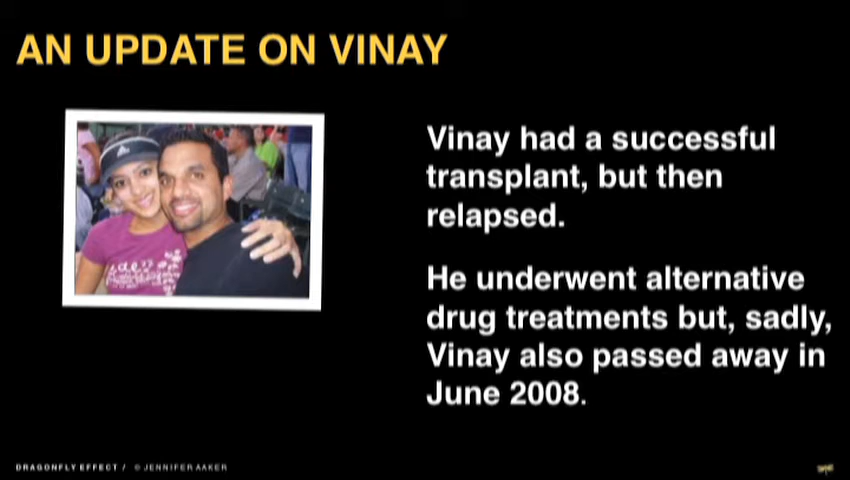 AN UPDATE ON VINAY
Vinay had a successful
transplant, but then
relapsed.
He underwent alternative
drug treatments but, sadly,
Vinay also passed away in
June 2008.
DRAGONFLY EFFECT / © JENNIFER AAKER